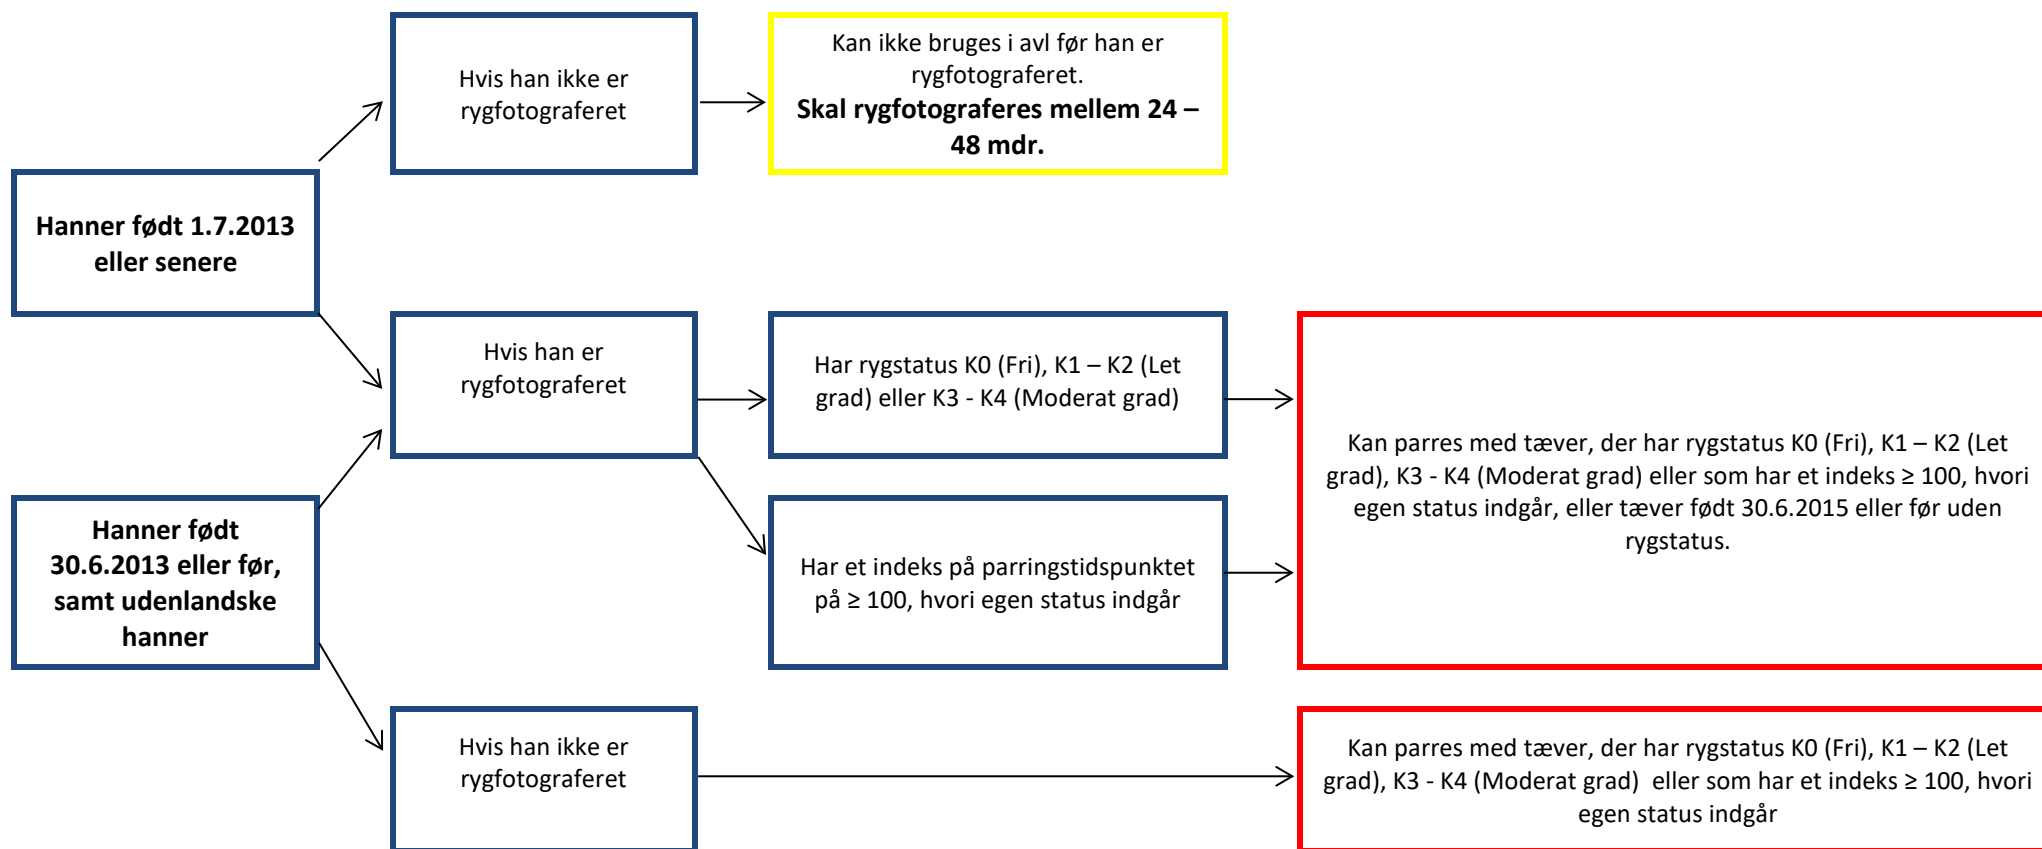 Hvis han ikke er
rygfotograferet
Kan ikke bruges i avl før han er
rygfotograferet.
Skal rygfotograferes mellem 24 –
48 mdr.
Hanner født 1.7.2013
eller senere
Hvis han er
rygfotograferet
Har rygstatus K0 (Fri), K1 – K2 (Let
grad) eller K3 - K4 (Moderat grad)
Kan parres med tæver, der har rygstatus K0 (Fri), K1 – K2 (Let
grad), K3 - K4 (Moderat grad) eller som har et indeks ≥ 100, hvori
egen status indgår, eller tæver født 30.6.2015 eller før uden
rygstatus.
Hanner født
30.6.2013 eller før,
samt udenlandske
hanner
Har et indeks på parringstidspunktet
på ≥ 100, hvori egen status indgår
Hvis han ikke er
rygfotograferet
Kan parres med tæver, der har rygstatus K0 (Fri), K1 – K2 (Let
grad), K3 - K4 (Moderat grad)  eller som har et indeks ≥ 100, hvori
egen status indgår